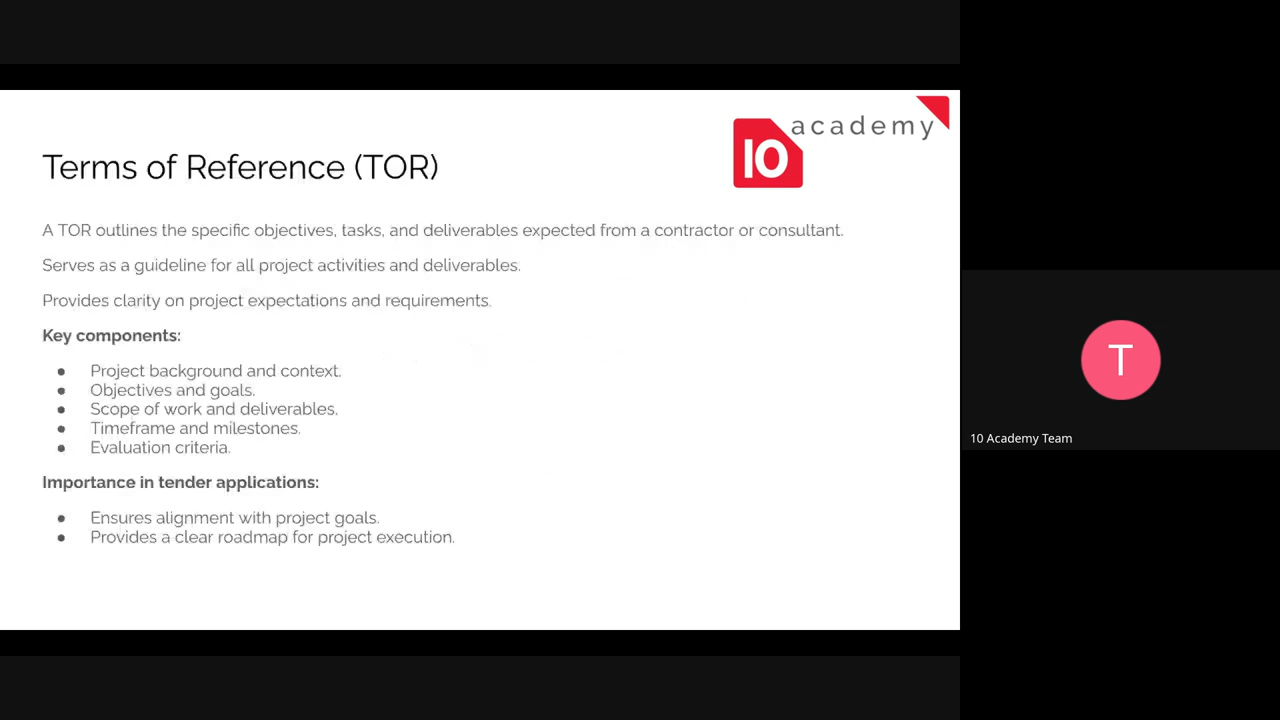 10 academy
Terms of Reference (TOR)
A TOR outlines the specific objectives, tasks, and deliverables expected from a contractor or consultant.
Serves as a guideline for all project activities and deliverables.
Provides clarity on project expectations and requirements.
Key components:
● Project background and context.
● Objectives and goals.
● Scope of work and deliverables.
● Timeframe and milestones.
● Evaluation criteria.
Importance in tender applications:
● Ensures alignment with project goals.
● Provides a clear roadmap for project execution.
T
10 Academy Team